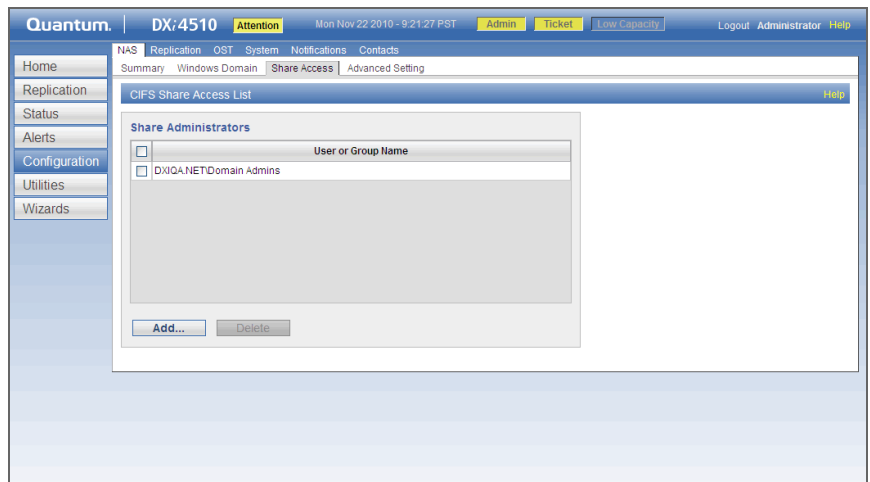 Quantum. DXi4510 Attention Mon Nov 22 2010 - 9:21:27 PST Admin Ticket Low Capacity Logout Administrator Help
NAS Replication OST System Notifications Contacts
Summary Windows Domain Share Access Advanced Setting
Home
Replication
Status
Alerts
Configuration
Utilities
Wizards
CIFS Share Access List Help
Share Administrators
User or Group Name
DXIQA.NET\Domain Admins
Add... Delete